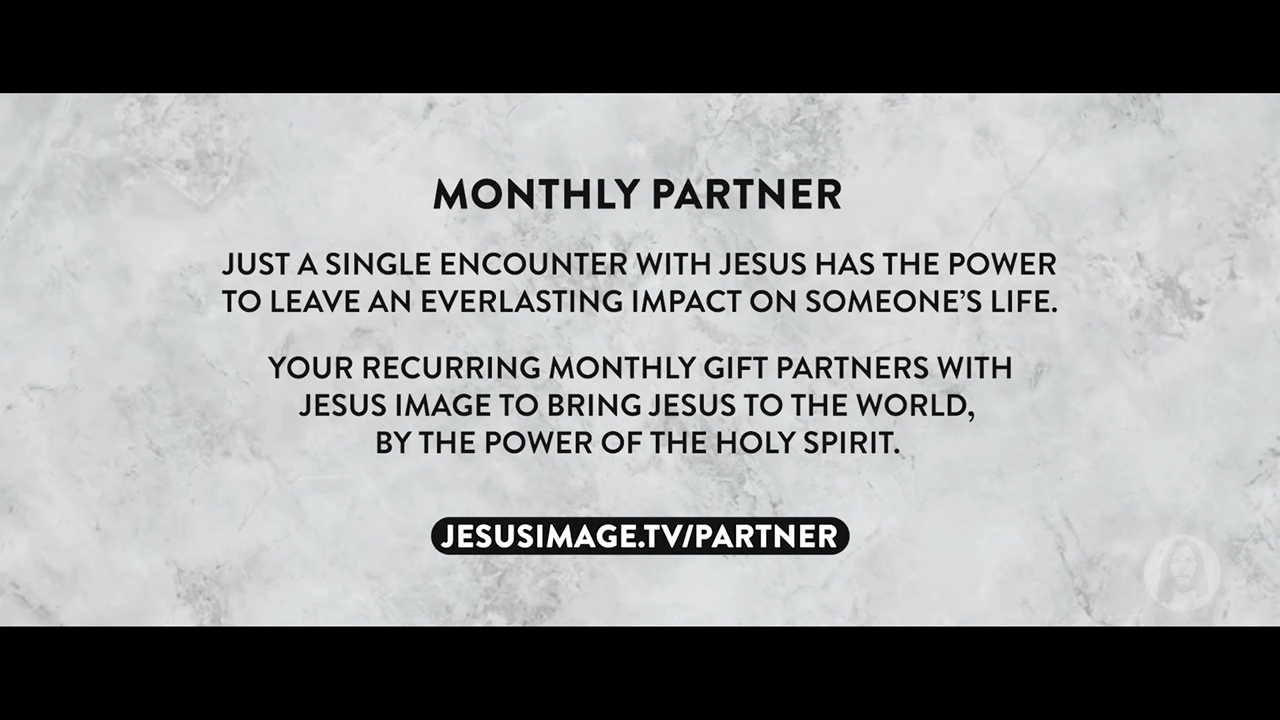 MONTHLY PARTNER
JUST A SINGLE ENCOUNTER WITH JESUS HAS THE POWER
TO LEAVE AN EVERLASTING IMPACT ON SOMEONE’S LIFE.
YOUR RECURRING MONTHLY GIFT PARTNERS WITH
JESUS IMAGE TO BRING JESUS TO THE WORLD,
BY THE POWER OF THE HOLY SPIRIT.
JESUSIMAGE.TV/PARTNER